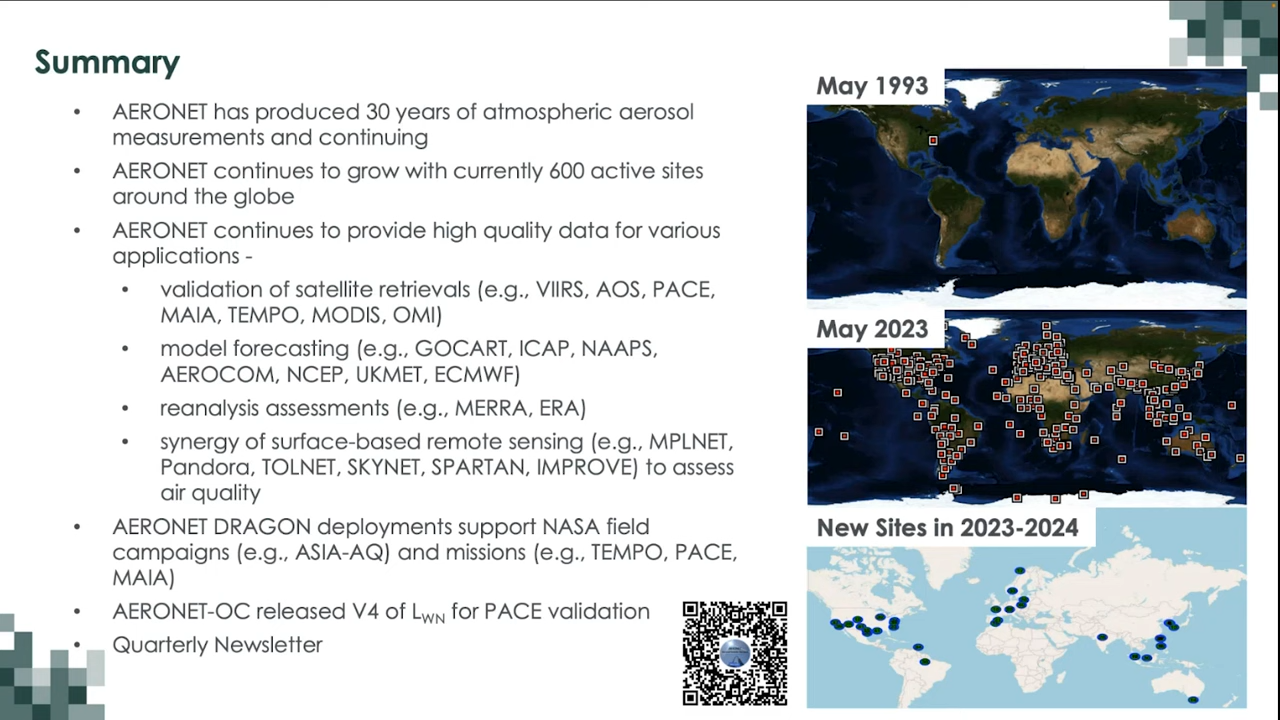 Summary
• AERONET has produced 30 years of atmospheric aerosol
measurements and continuing
• AERONET continues to grow with currently 600 active sites
around the globe
• AERONET continues to provide high quality data for various
applications -
• validation of satellite retrievals (e.g., VIIRS, AOS, PACE,
MAIA, TEMPO, MODIS, OMI)
• model forecasting (e.g., GOCART, ICAP, NAAPS,
AEROCOM, NCEP, UKMET, ECMWF)
• reanalysis assessments (e.g., MERRA, ERA)
• synergy of surface-based remote sensing (e.g., MPLNET,
Pandora, TOLNET, SKYNET, SPARTAN, IMPROVE) to assess
air quality
• AERONET DRAGON deployments support NASA field
campaigns (e.g., ASIA-AQ) and missions (e.g., TEMPO, PACE,
MAIA)
• AERONET-OC released V4 of LWN for PACE validation
• Quarterly Newsletter
May 1993
May 2023
New Sites in 2023-2024